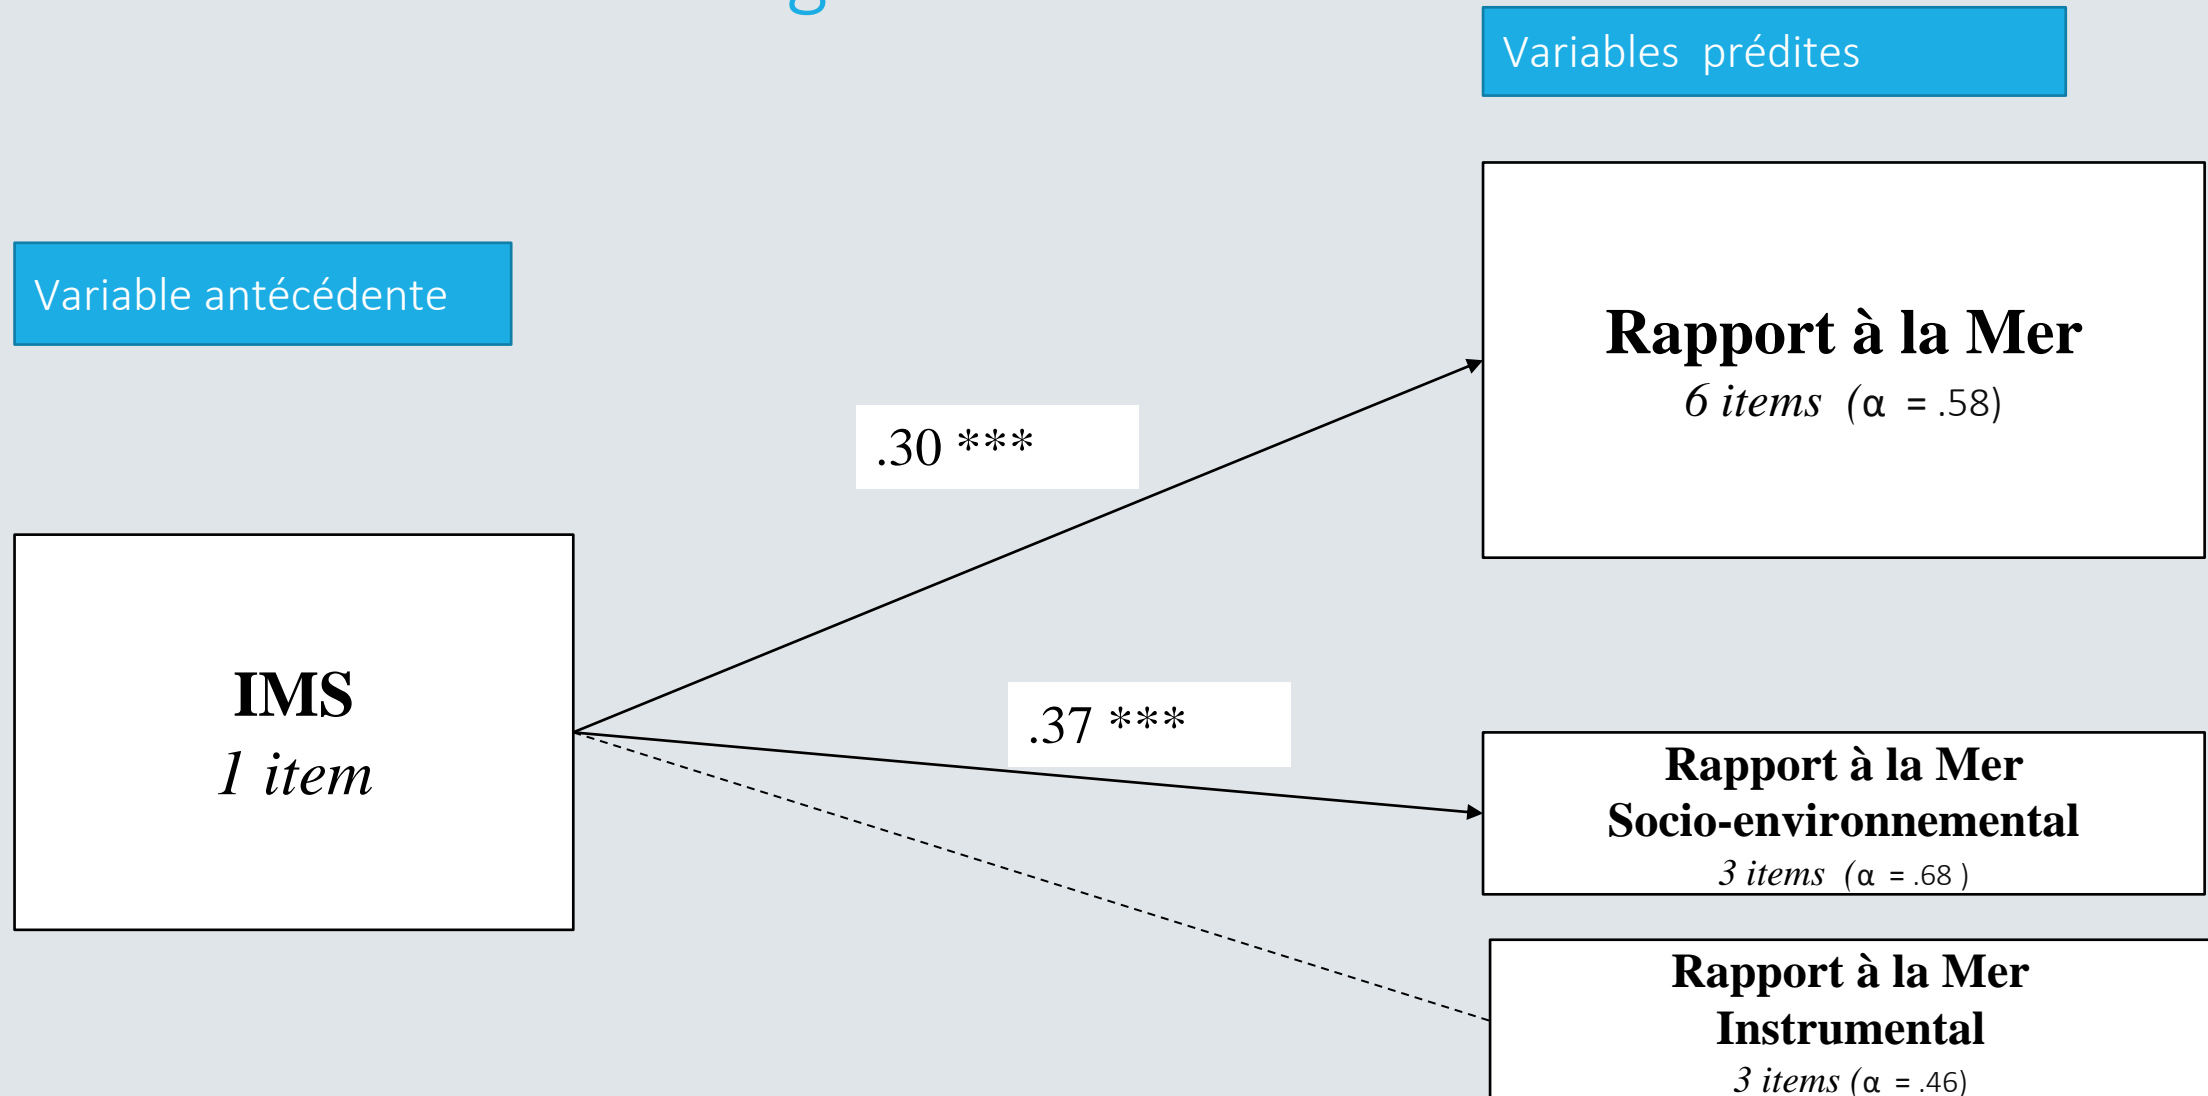 Variables prédites
Variable antécédente
Rapport à la Mer
6 items (α = .58)
.30 ***
IMS
1 item
.37 ***
Rapport à la Mer
Socio-environnemental
3 items (α = .68 )
Rapport à la Mer
Instrumental
3 items (α = .46)